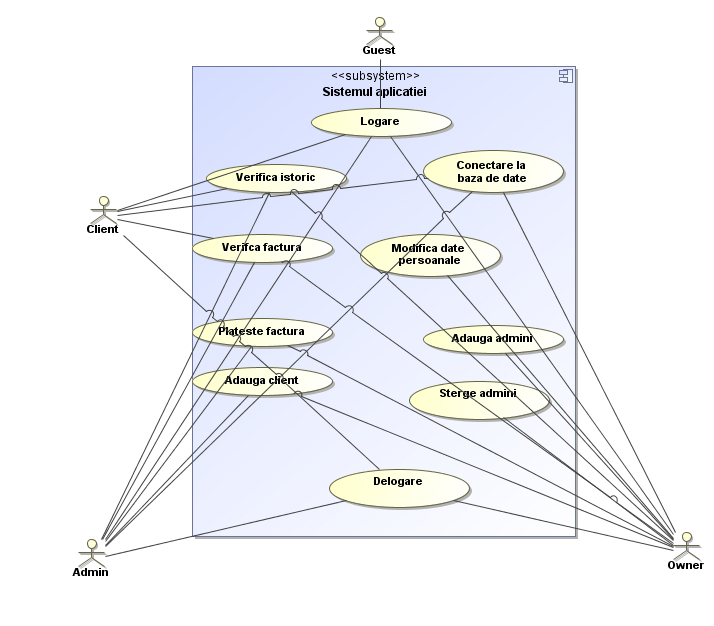 Guest
<<subsystem>>
Sistemul aplicatiei
Logare
Verifica istoric
Conectare la
baza de date
Client
Verifca factura
Modifica date
persoanale
Plateste factura
Adauga admini
Adauga client
Sterge admini
Delogare
Admin
Owner